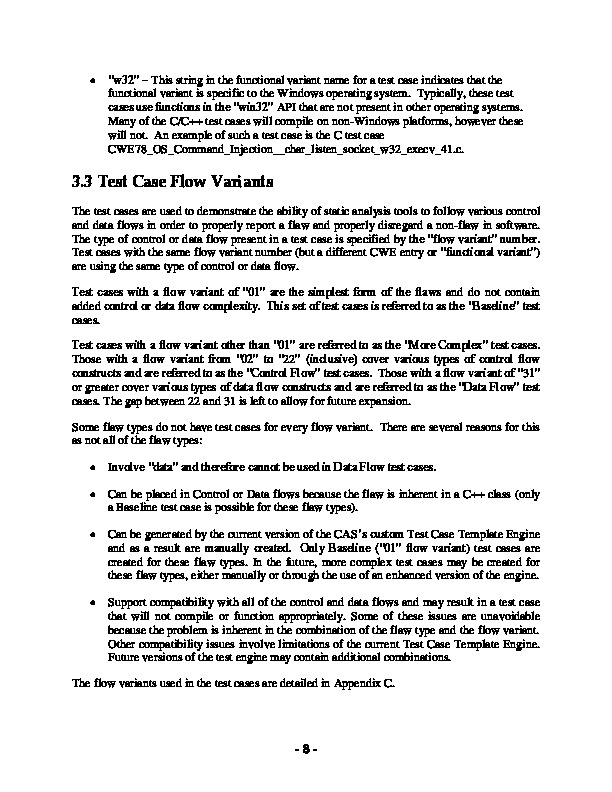 • "w32" – This string in the functional variant name for a test case indicates that the
functional variant is specific to the Windows operating system. Typically, these test
cases use functions in the "win32" API that are not present in other operating systems.
Many of the C/C++ test cases will compile on non-Windows platforms, however these
will not. An example of such a test case is the C test case
CWE78_OS_Command_Injection__char_listen_socket_w32_execv_41.c.
3.3 Test Case Flow Variants
The test cases are used to demonstrate the ability of static analysis tools to follow various control
and data flows in order to properly report a flaw and properly disregard a non-flaw in software.
The type of control or data flow present in a test case is specified by the "flow variant" number.
Test cases with the same flow variant number (but a different CWE entry or "functional variant")
are using the same type of control or data flow.
Test cases with a flow variant of "01" are the simplest form of the flaws and do not contain
added control or data flow complexity. This set of test cases is referred to as the "Baseline" test
cases.
Test cases with a flow variant other than "01" are referred to as the "More Complex" test cases.
Those with a flow variant from "02" to "22" (inclusive) cover various types of control flow
constructs and are referred to as the "Control Flow" test cases. Those with a flow variant of "31"
or greater cover various types of data flow constructs and are referred to as the "Data Flow" test
cases. The gap between 22 and 31 is left to allow for future expansion.
Some flaw types do not have test cases for every flow variant. There are several reasons for this
as not all of the flaw types:
• Involve "data" and therefore cannot be used in Data Flow test cases.
• Can be placed in Control or Data flows because the flaw is inherent in a C++ class (only
a Baseline test case is possible for these flaw types).
• Can be generated by the current version of the CAS's custom Test Case Template Engine
and as a result are manually created. Only Baseline ("01" flow variant) test cases are
created for these flaw types. In the future, more complex test cases may be created for
these flaw types, either manually or through the use of an enhanced version of the engine.
• Support compatibility with all of the control and data flows and may result in a test case
that will not compile or function appropriately. Some of these issues are unavoidable
because the problem is inherent in the combination of the flaw type and the flow variant.
Other compatibility issues involve limitations of the current Test Case Template Engine.
Future versions of the test engine may contain additional combinations.
The flow variants used in the test cases are detailed in Appendix C.
- 8 -